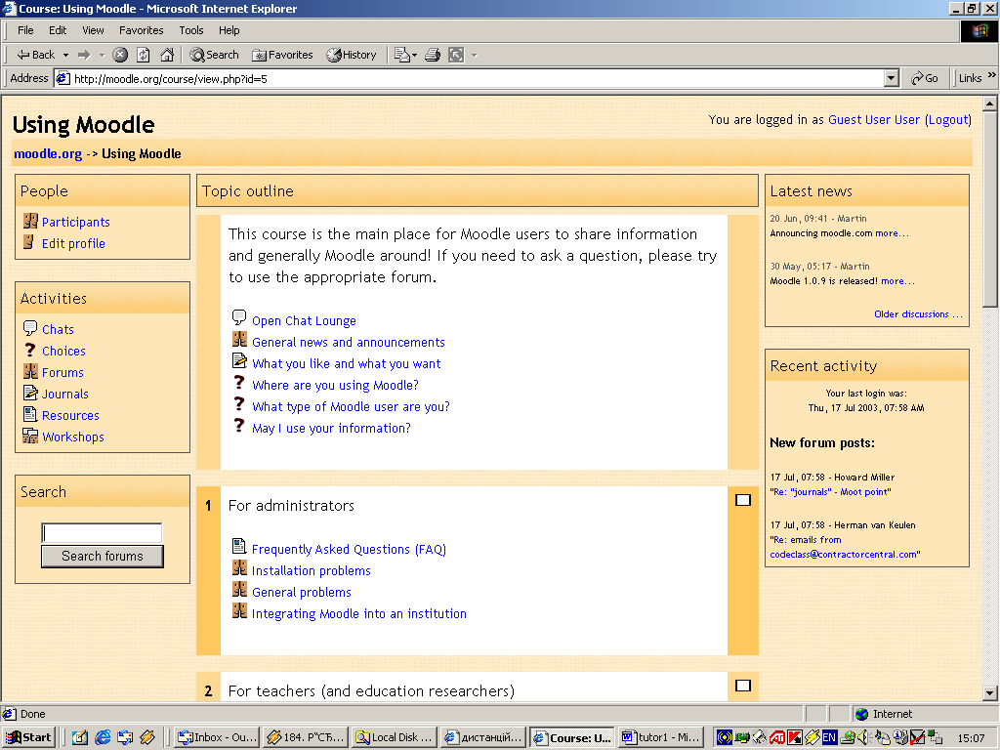 Course: Using Moodle - Microsoft Internet Explorer
File Edit View Favorites Tools Help
Back Search Favorites History
Address http://moodle.org/course/view.php?id=5 Go Links »
Using Moodle
You are logged in as Guest User User (Logout)
moodle.org -> Using Moodle
People
Participants
Edit profile
Activities
Chats
Choices
Forums
Journals
Resources
Workshops
Search
Search forums
Topic outline
This course is the main place for Moodle users to share information
and generally Moodle around! If you need to ask a question, please try
to use the appropriate forum.
Open Chat Lounge
General news and announcements
What you like and what you want
Where are you using Moodle?
What type of Moodle user are you?
May I use your information?
1 For administrators
Frequently Asked Questions (FAQ)
Installation problems
General problems
Integrating Moodle into an institution
2 For teachers (and education researchers)
Latest news
20 Jun, 09:41 - Martin
Announcing moodle.com more...
30 May, 05:17 - Martin
Moodle 1.0.9 is released! more...
Older discussions ...
Recent activity
Your last login was:
Thu, 17 Jul 2003, 07:58 AM
New forum posts:
17 Jul, 07:58 - Howard Miller
"Re: "journals" - Moot point"
17 Jul, 07:58 - Herman van Keulen
"Re: emails from
codeclass@contractorcentral.com"
Done Internet
Start Inbox - Ou... 184. Р"СЂ... Local Disk ... дистанцій... Course: U... tutor1 - Mi... EN 15:07